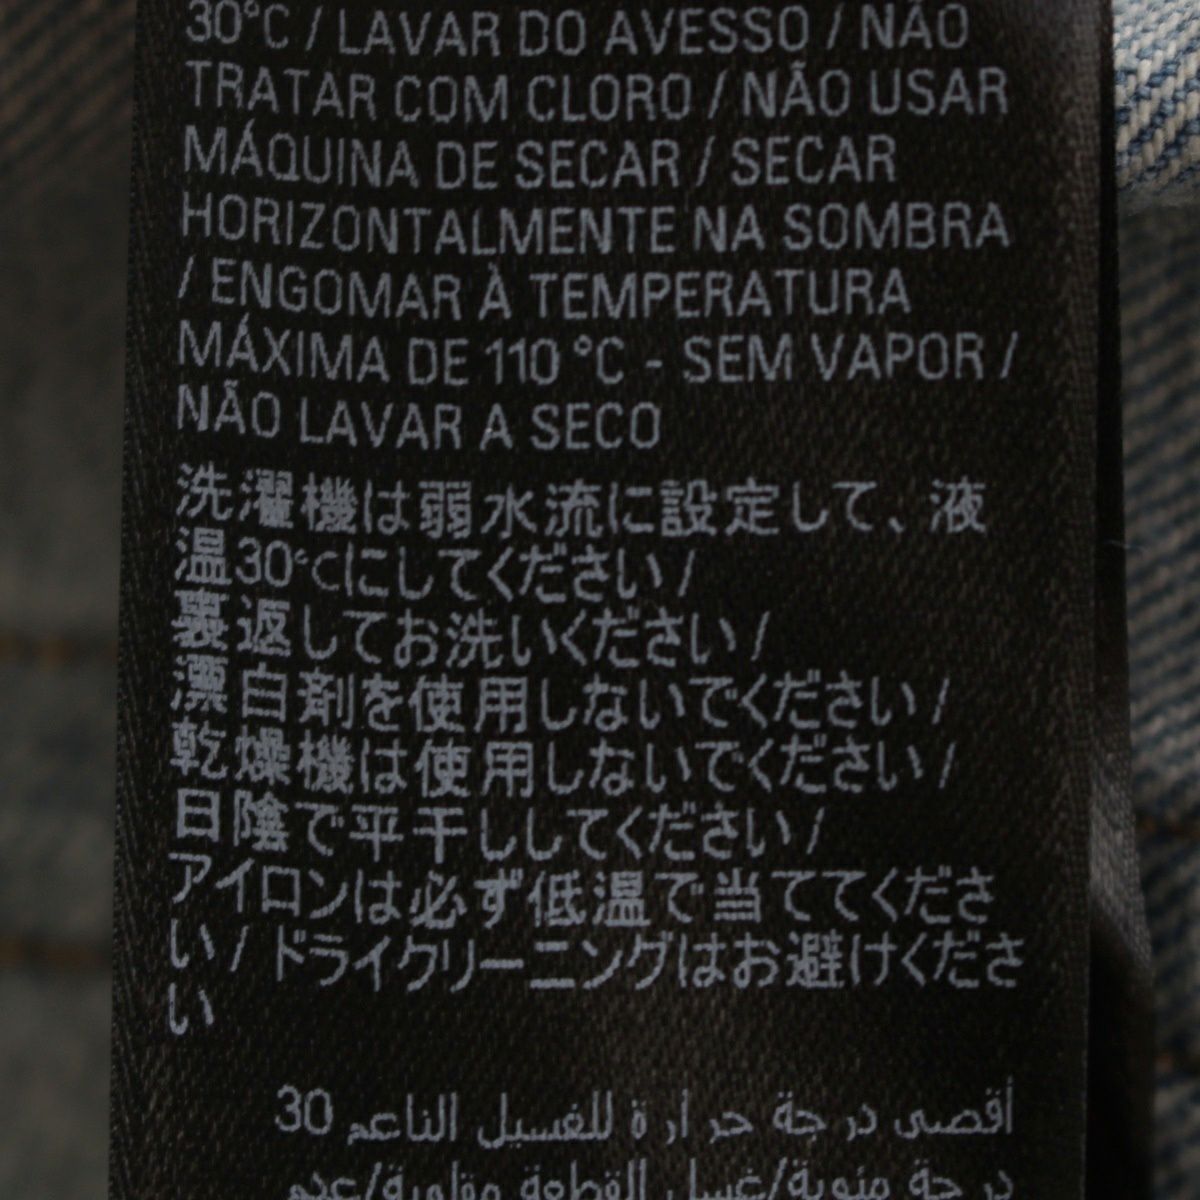 30°C / LAVAR DO AVESSO / NÃO
TRATAR COM CLORO / NÃO USAR
MÁQUINA DE SECAR / SECAR
HORIZONTALMENTE NA SOMBRA
/ ENGOMAR À TEMPERATURA
MÁXIMA DE 110 °C - SEM VAPOR /
NÃO LAVAR A SECO
洗濯機は弱水流に設定して、液
温30℃にしてください/
裏返してお洗いください/
漂白剤を使用しないでください/
乾燥機は使用しないでください/
日陰で平干ししてください/
アイロンは必ず低温で当ててくださ
い/ ドライクリーニングはお避けくださ
い
أقصى درجة حرارة للغسيل الناعم 30
درجة مئوية/غسل القطعة مقلوبة/عدم